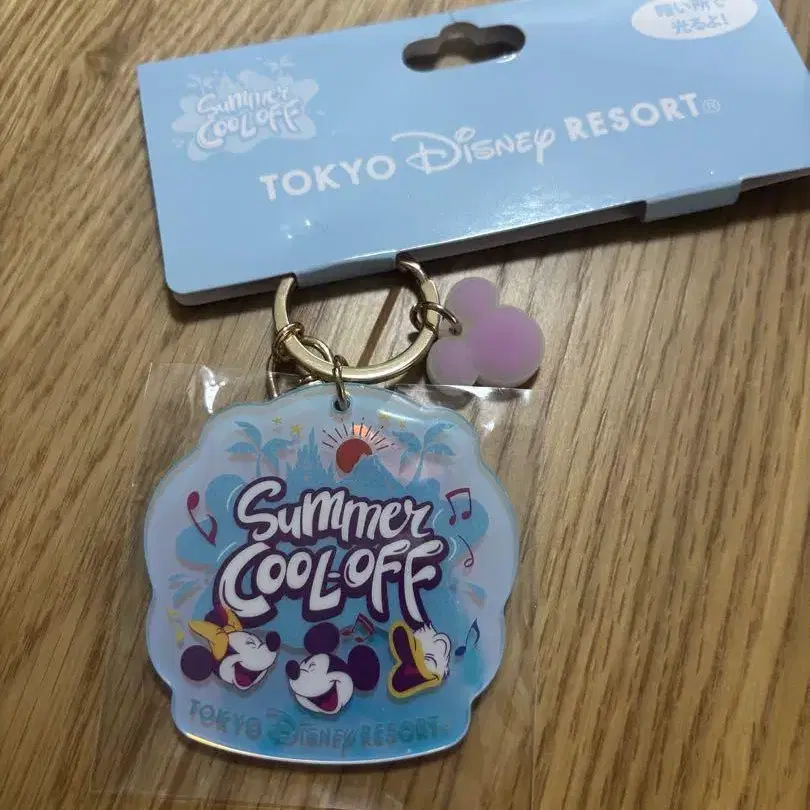 暗い所で
光るよ!
Summer
COOL-OFF
TOKYO Disney RESORT®
Summer
COOL-OFF
TOKYO Disney RESORT